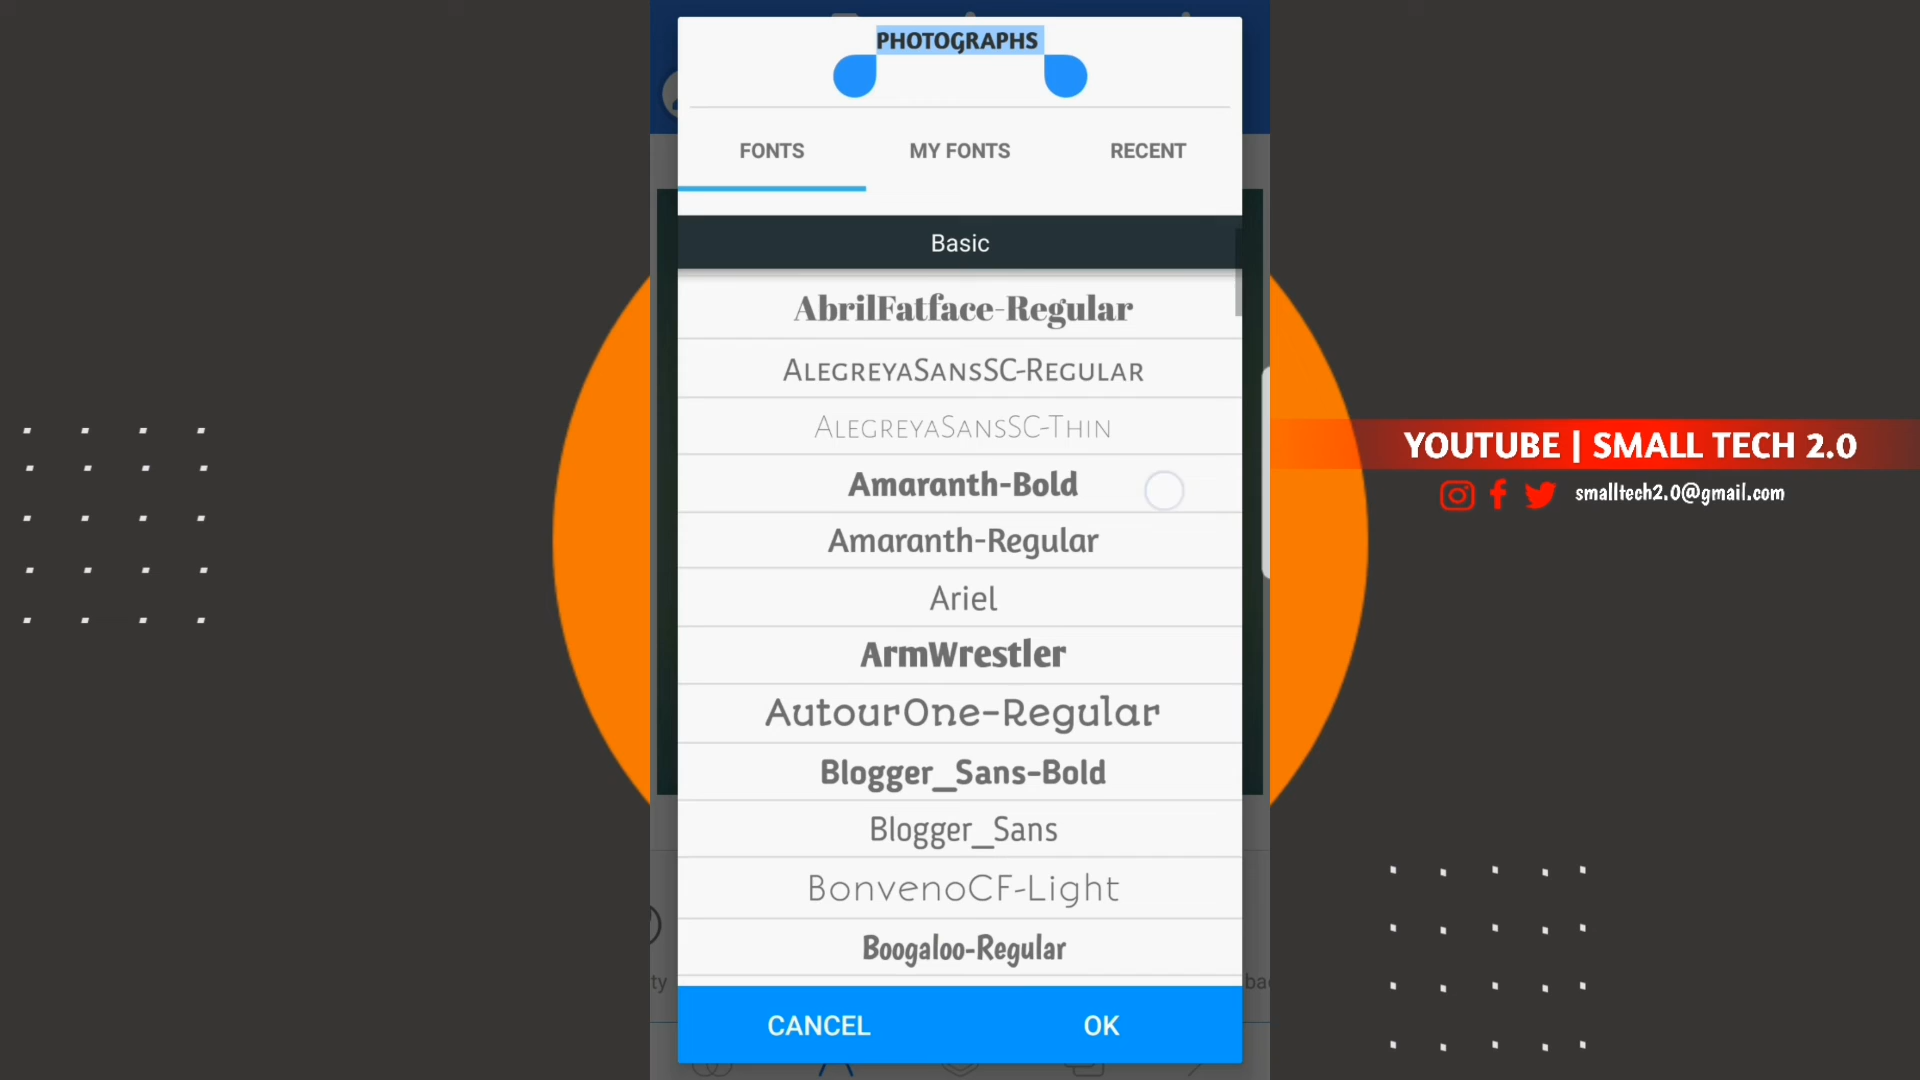 PHOTOGRAPHS
FONTS
MY FONTS
RECENT
Basic
AbrilFatface-Regular
AlegreyaSansSC-Regular
AlegreyaSansSC-Thin
Amaranth-Bold
Amaranth-Regular
Ariel
ArmWrestler
AutourOne-Regular
Blogger_Sans-Bold
Blogger_Sans
BonvenoCF-Light
Boogaloo-Regular
ty
bac
CANCEL
OK
YOUTUBE | SMALL TECH 2.0
smalltech2.0@gmail.com